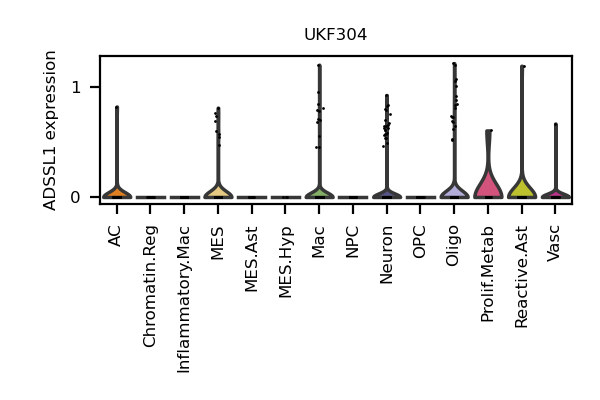 UKF304
ADSSL1 expression
1
0
AC
Chromatin.Reg
Inflammatory.Mac
MES
MES.Ast
MES.Hyp
Mac
NPC
Neuron
OPC
Oligo
Prolif.Metab
Reactive.Ast
Vasc